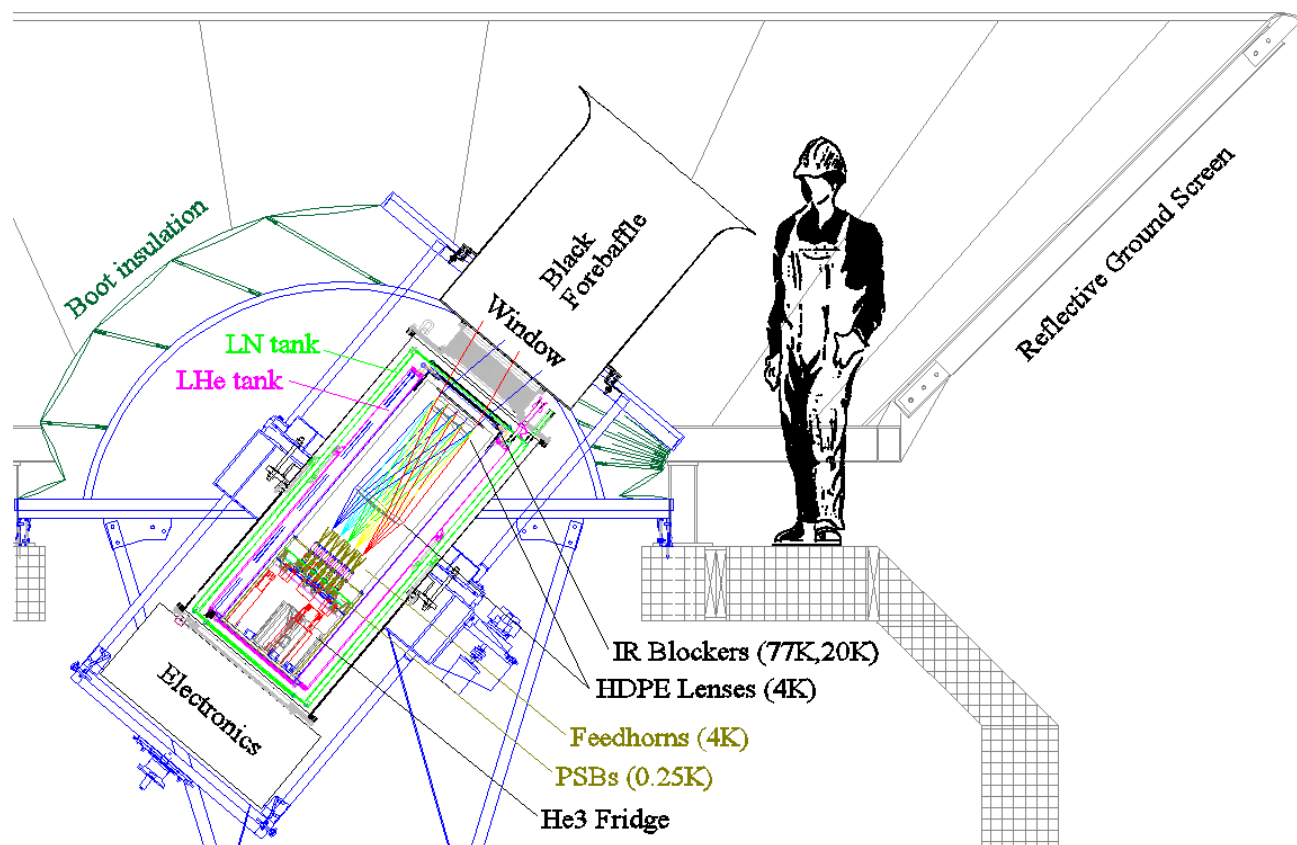 Boot insulation
Black
Forebaffle
Reflective Ground Screen
Window
LN tank
LHe tank
IR Blockers (77K,20K)
HDPE Lenses (4K)
Electronics
Feedhorns (4K)
PSBs (0.25K)
He3 Fridge